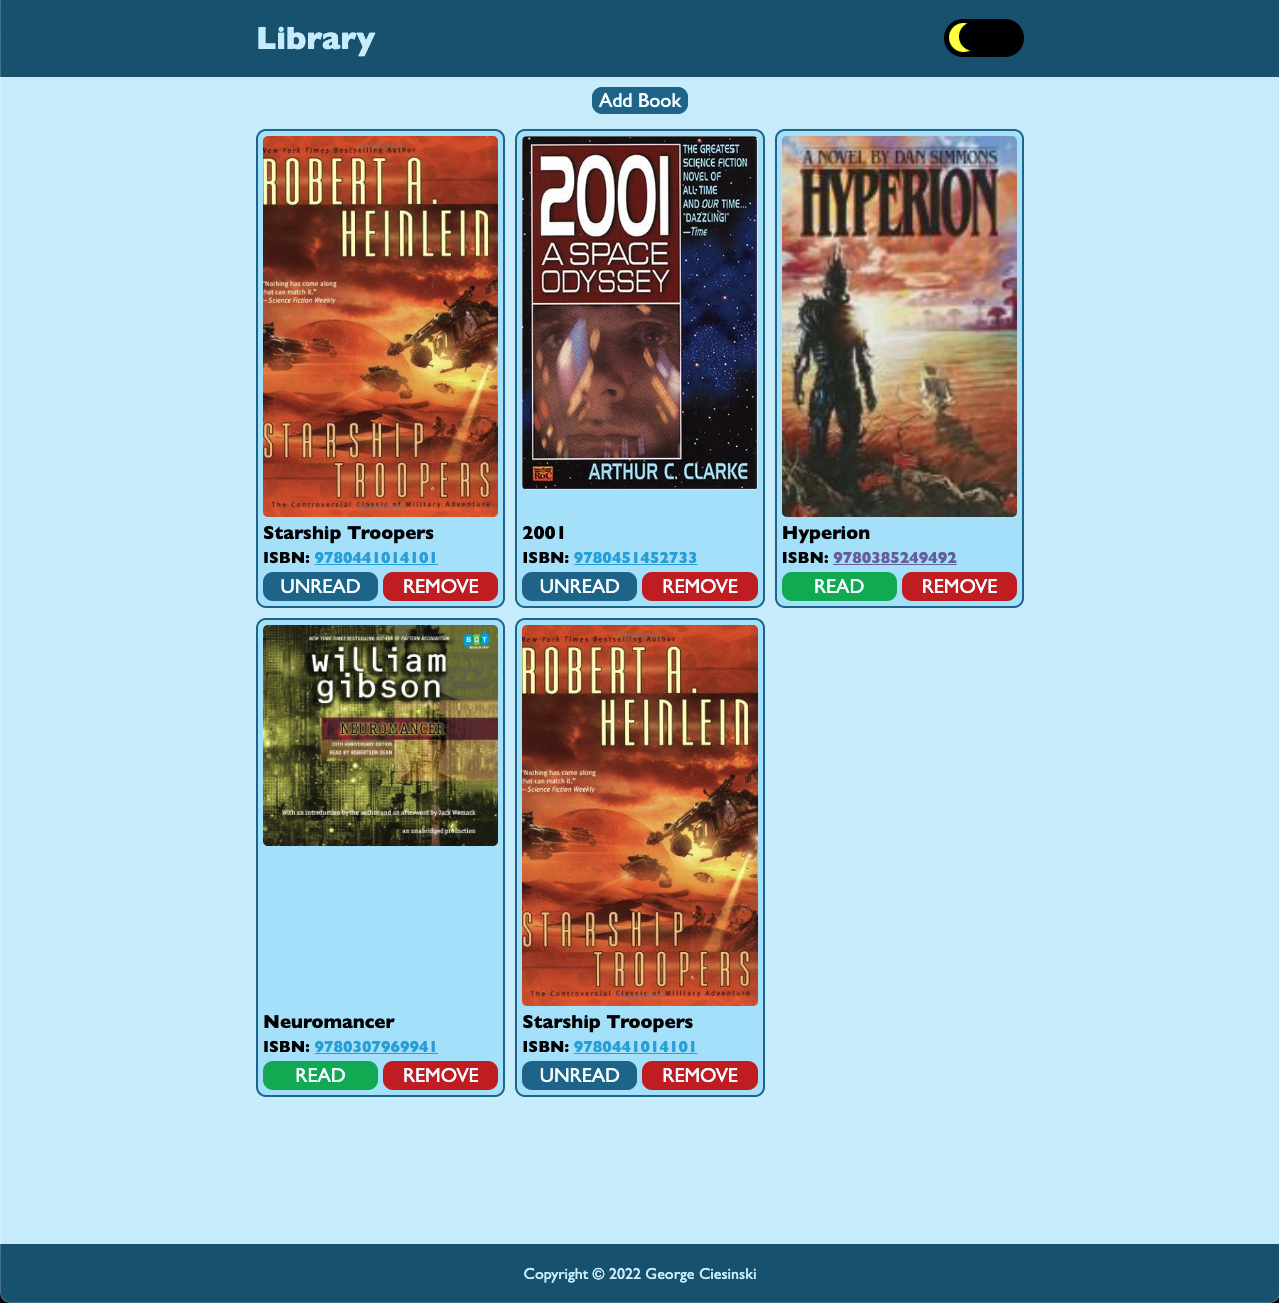 Library
Add Book
New York Times Bestselling Author
ROBERT A.
HEINLEIN
"Nothing has come along
that can match it."
—Science Fiction Weekly
STARSHIP
TROOPERS
The Controversial Classic of Military Adventure
Starship Troopers
ISBN: 9780441014101
UNREAD REMOVE
2001
A SPACE
ODYSSEY
THE GREATEST
SCIENCE FICTION
NOVEL OF
ALL TIME
AND OUR TIME...
"DAZZLING!"
—Time
ROC
ARTHUR C. CLARKE
2001
ISBN: 9780451452733
UNREAD REMOVE
A NOVEL BY DAN SIMMONS
HYPERION
Hyperion
ISBN: 9780385249492
READ REMOVE
NEW YORK TIMES BESTSELLING AUTHOR OF PATTERN RECOGNITION
BOT
william
gibson
NEUROMANCER
20TH ANNIVERSARY EDITION
READ BY ROBERTSON DEAN
With an introduction by the author and an afterword by Jack Womack
an unabridged production
Neuromancer
ISBN: 9780307969941
READ REMOVE
New York Times Bestselling Author
ROBERT A.
HEINLEIN
"Nothing has come along
that can match it."
—Science Fiction Weekly
STARSHIP
TROOPERS
The Controversial Classic of Military Adventure
Starship Troopers
ISBN: 9780441014101
UNREAD REMOVE
Copyright © 2022 George Ciesinski